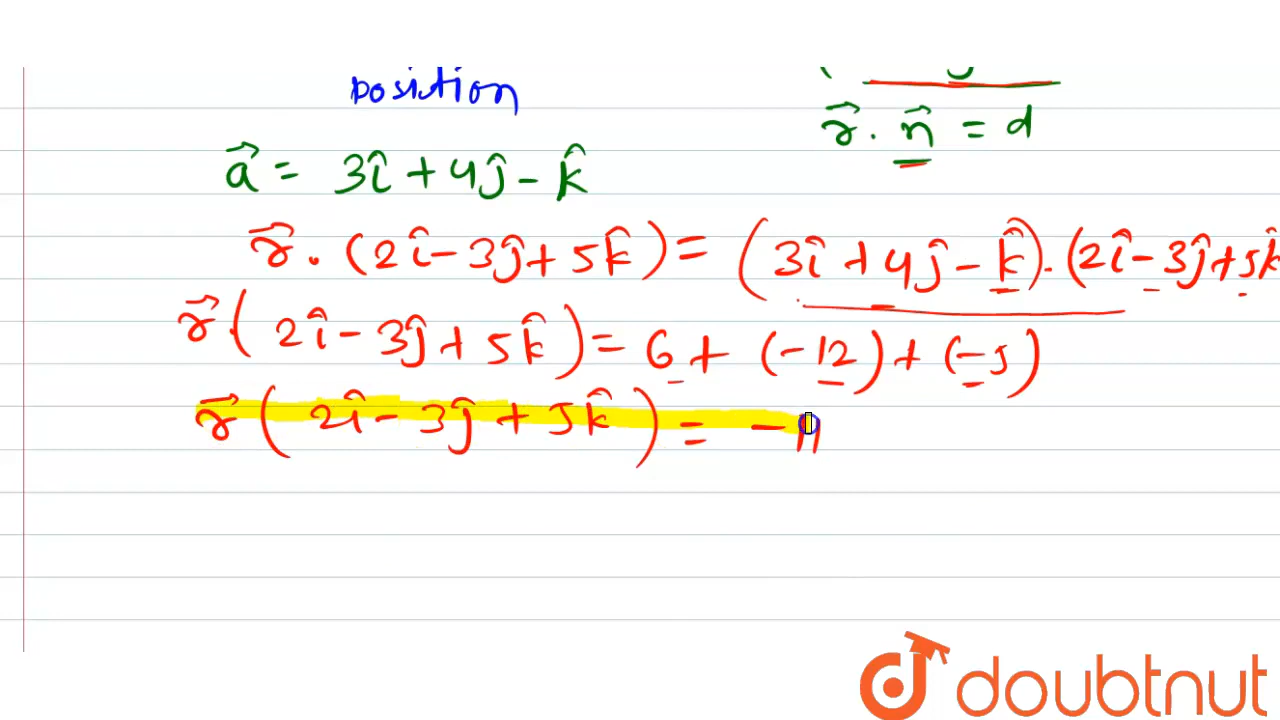 position
r⃗ . n⃗ = d
a⃗ = 3î + 4ĵ - k̂
r⃗ . (2î - 3ĵ + 5k̂) = (3î + 4ĵ - k̂) . (2î - 3ĵ + 5k̂
r⃗ . (2î - 3ĵ + 5k̂) = 6 + (-12) + (-5)
r⃗ (2î - 3ĵ + 5k̂) = -11
doubtnut